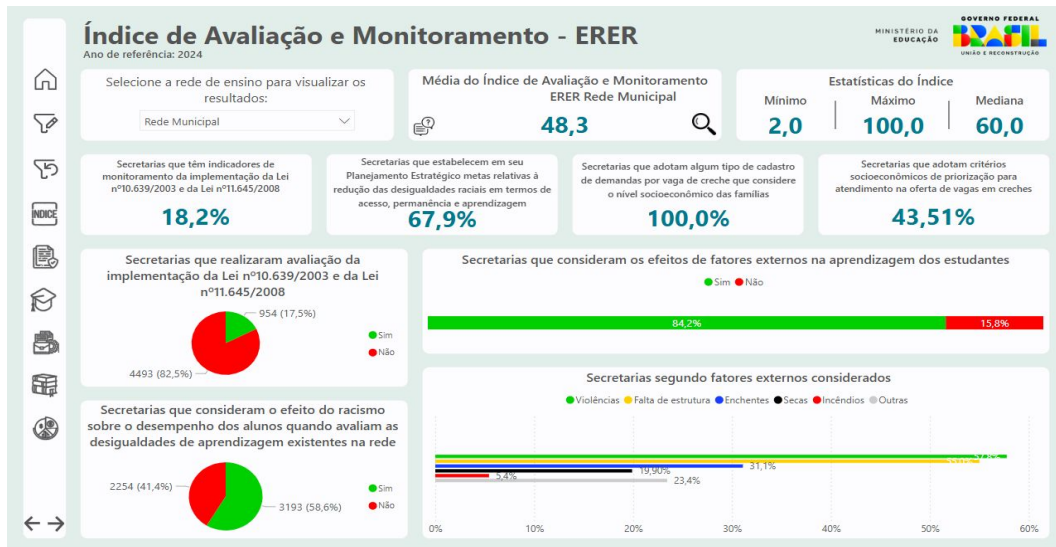 Índice de Avaliação e Monitoramento - ERER
Ano de referência: 2024
MINISTÉRIO DA
EDUCAÇÃO
GOVERNO FEDERAL
BRASIL
UNIÃO E RECONSTRUÇÃO
Selecione a rede de ensino para visualizar os
resultados:
Rede Municipal
Média do Índice de Avaliação e Monitoramento
ERER Rede Municipal
48,3
Estatísticas do Índice
Mínimo
Máximo
Mediana
2,0
100,0
60,0
ÍNDICE
Secretarias que têm indicadores de
monitoramento da implementação da Lei
nº10.639/2003 e da Lei nº11.645/2008
18,2%
Secretarias que estabelecem em seu
Planejamento Estratégico metas relativas à
redução das desigualdades raciais em termos de
acesso, permanência e aprendizagem
67,9%
Secretarias que adotam algum tipo de cadastro
de demandas por vaga de creche que considere
o nível socioeconômico das famílias
100,0%
Secretarias que adotam critérios
socioeconômicos de priorização para
atendimento na oferta de vagas em creches
43,51%
Secretarias que realizaram avaliação da
implementação da Lei nº10.639/2003 e da Lei
nº11.645/2008
954 (17,5%)
4493 (82,5%)
Sim
Não
Secretarias que consideram os efeitos de fatores externos na aprendizagem dos estudantes
Sim Não
84,2%
15,8%
Secretarias que consideram o efeito do racismo
sobre o desempenho dos alunos quando avaliam as
desigualdades de aprendizagem existentes na rede
2254 (41,4%)
3193 (58,6%)
Sim
Não
Secretarias segundo fatores externos considerados
Violências Falta de estrutura Enchentes Secas Incêndios Outras
57,8%
31,1%
19,90%
5,4%
23,4%
0% 10% 20% 30% 40% 50% 60%